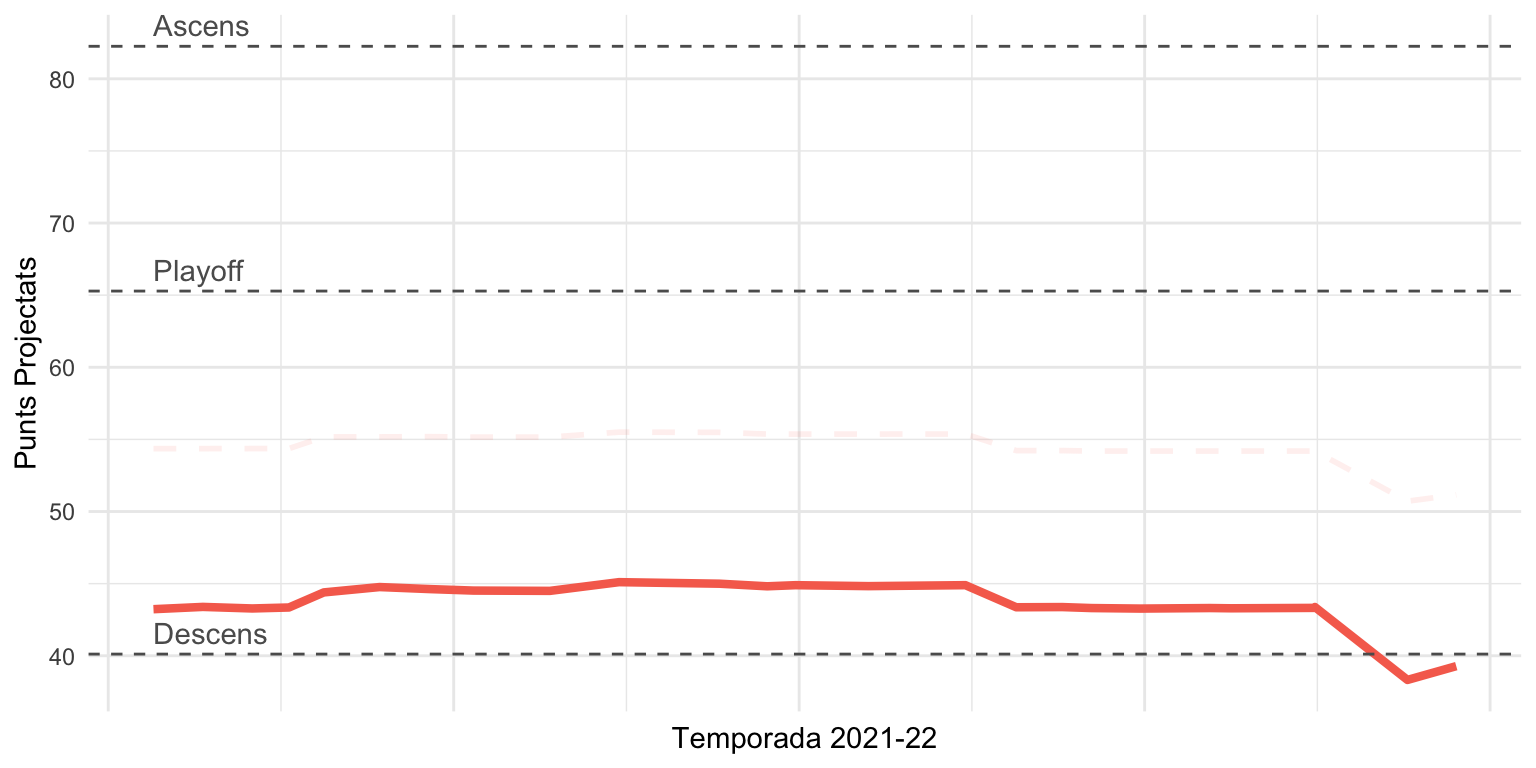 Ascens
80
70
Playoff
Punts Projectats
60
50
Descens
40
Temporada 2021-22